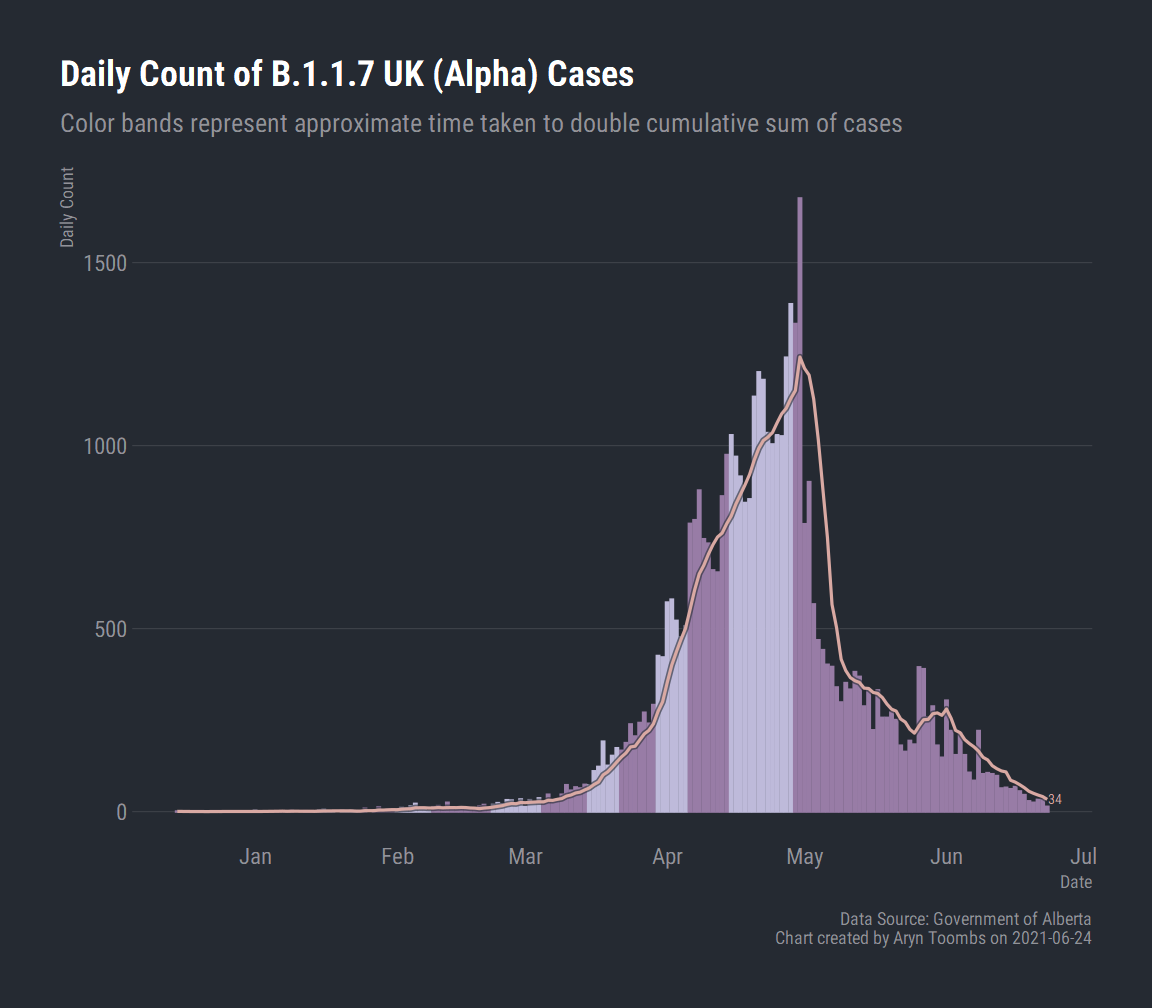 Daily Count of B.1.1.7 UK (Alpha) Cases
Color bands represent approximate time taken to double cumulative sum of cases
Daily Count
1500
1000
500
0
34
Jan Feb Mar Apr May Jun Jul
Date
Data Source: Government of Alberta
Chart created by Aryn Toombs on 2021-06-24